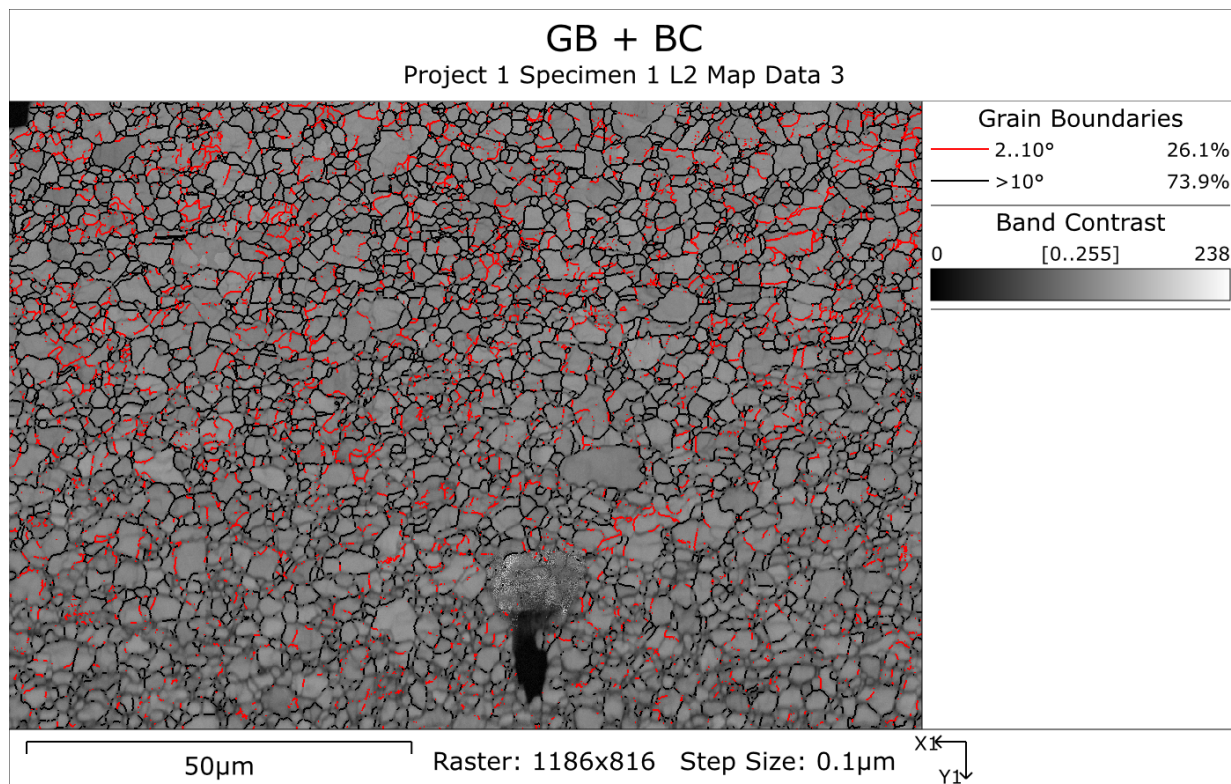 GB + BC
Project 1 Specimen 1 L2 Map Data 3
Grain Boundaries
2..10° 26.1%
>10° 73.9%
Band Contrast
0 [0..255] 238
50µm
Raster: 1186x816 Step Size: 0.1µm
X1
Y1